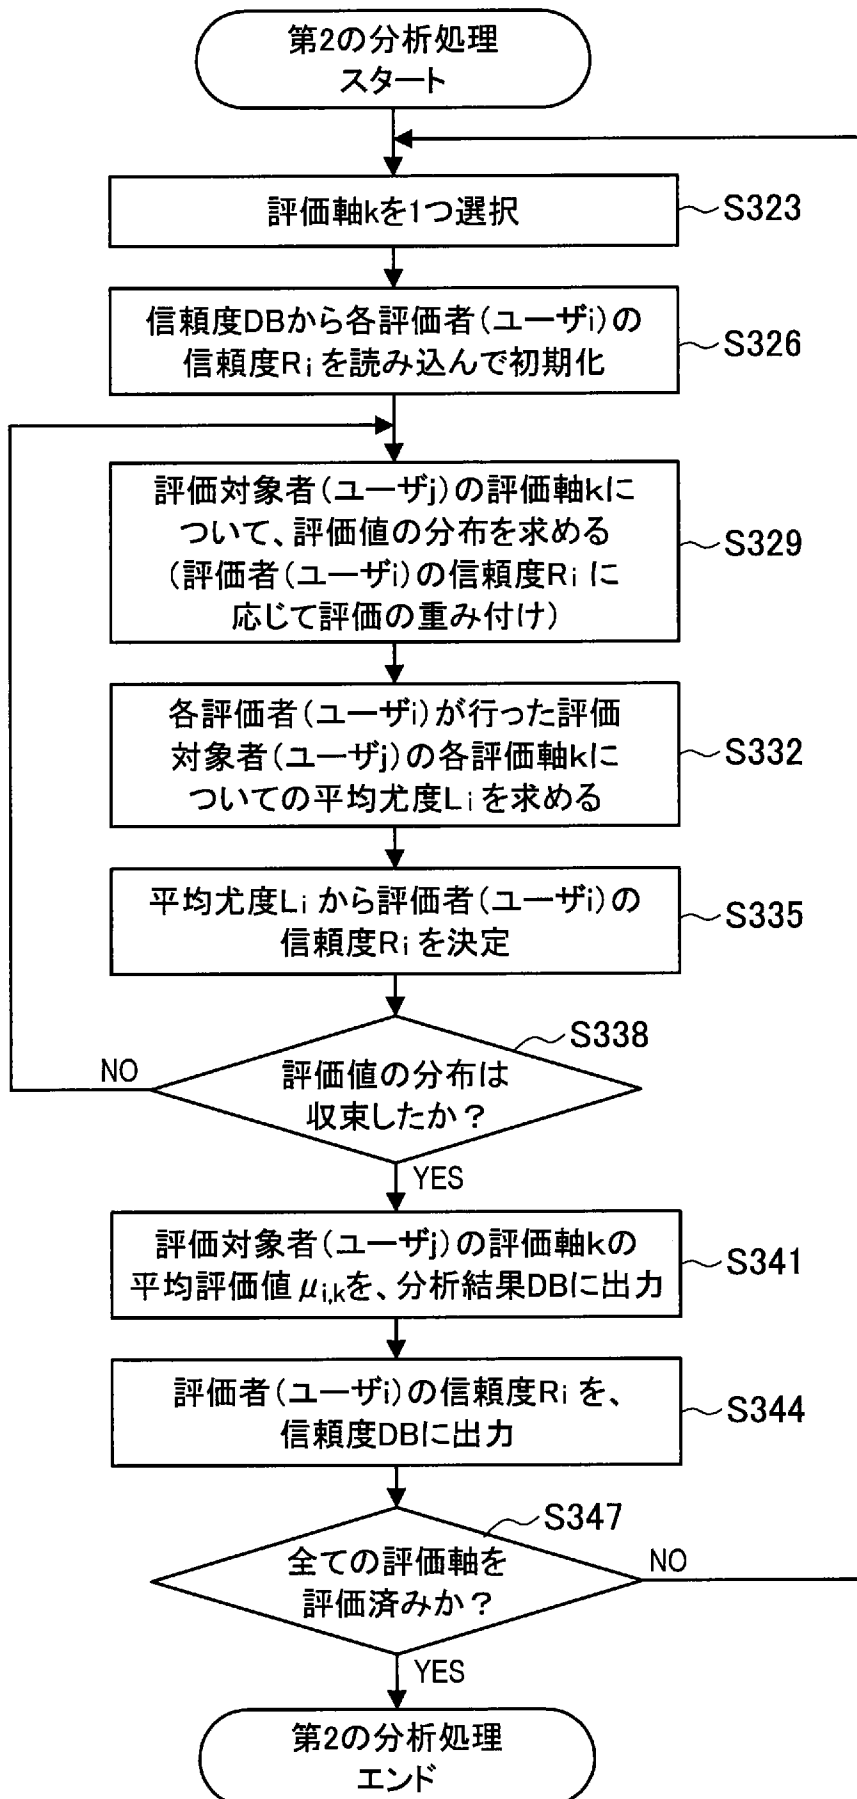 第2の分析処理
スタート
評価軸kを1つ選択
S323
信頼度DBから各評価者(ユーザi)の
信頼度Riを読み込んで初期化
S326
評価対象者(ユーザj)の評価軸kに
ついて、評価値の分布を求める
(評価者(ユーザi)の信頼度Riに
応じて評価の重み付け)
S329
各評価者(ユーザi)が行った評価
対象者(ユーザj)の各評価軸kに
ついての平均尤度Liを求める
S332
平均尤度Liから評価者(ユーザi)の
信頼度Riを決定
S335
S338
評価値の分布は
収束したか?
NO
YES
評価対象者(ユーザj)の評価軸kの
平均評価値μi,kを、分析結果DBに出力
S341
評価者(ユーザi)の信頼度Riを、
信頼度DBに出力
S344
S347
全ての評価軸を
評価済みか?
NO
YES
第2の分析処理
エンド